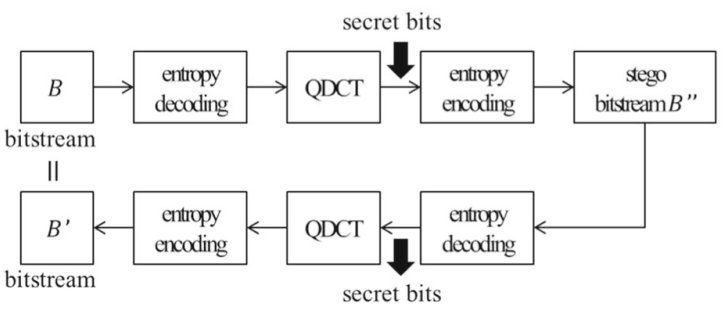 secret bits
B
entropy
decoding
QDCT
entropy
encoding
stego
bitstream B''
bitstream
=
B'
entropy
encoding
QDCT
entropy
decoding
bitstream
secret bits